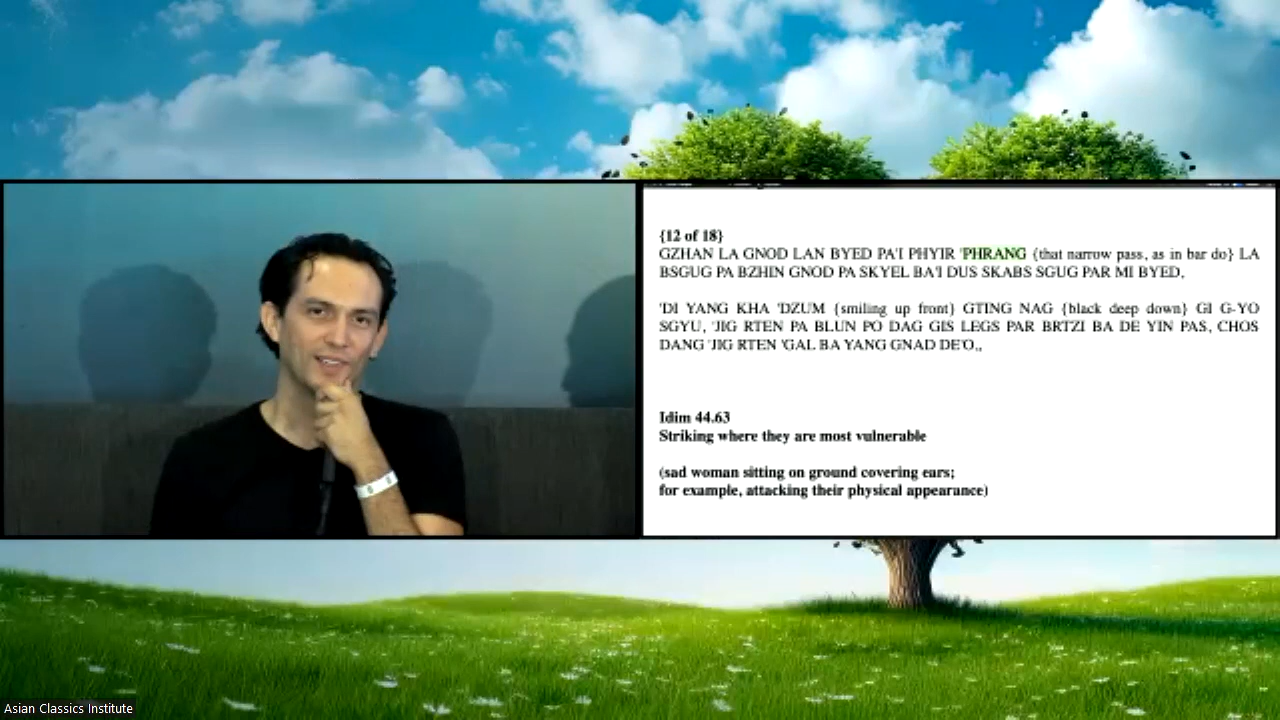 {12 of 18}
GZHAN LA GNOD LAN BYED PA'I PHYIR 'PHRANG {that narrow pass, as in bar do} LA
BSGUG PA BZHIN GNOD PA SKYEL BA'I DUS SKABS SGUG PAR MI BYED,
'DI YANG KHA 'DZUM {smiling up front} GTING NAG {black deep down} GI G-YO
SGYU, 'JIG RTEN PA BLUN PO DAG GIS LEGS PAR BRTZI BA DE YIN PAS, CHOS
DANG 'JIG RTEN 'GAL BA YANG GNAD DE'O,,
Idim 44.63
Striking where they are most vulnerable
(sad woman sitting on ground covering ears;
for example, attacking their physical appearance)
Asian Classics Institute